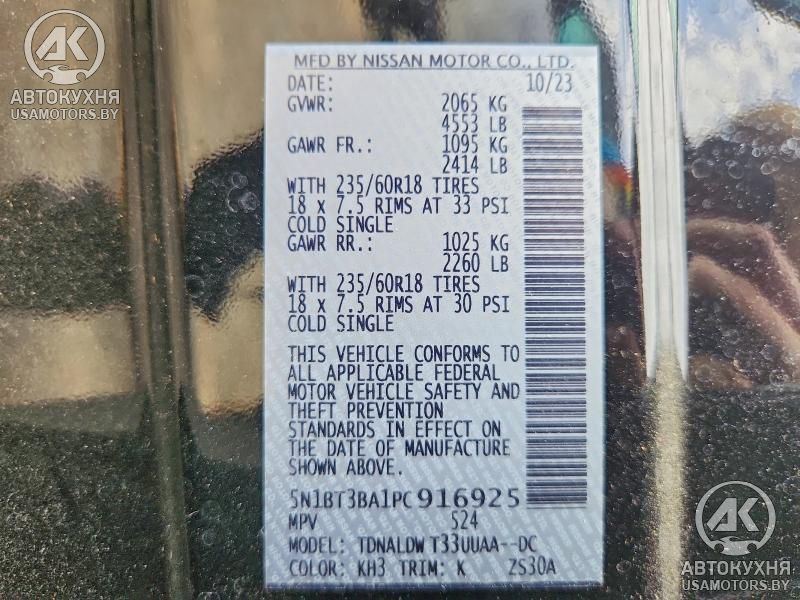 AK
АВТОКУХНЯ
USAMOTORS.BY
MFD BY NISSAN MOTOR CO., LTD.
DATE: 10/23
GVWR: 2065 KG
4553 LB
GAWR FR.: 1095 KG
2414 LB
WITH 235/60R18 TIRES
18 x 7.5 RIMS AT 33 PSI
COLD SINGLE
GAWR RR.: 1025 KG
2260 LB
WITH 235/60R18 TIRES
18 x 7.5 RIMS AT 30 PSI
COLD SINGLE
THIS VEHICLE CONFORMS TO
ALL APPLICABLE FEDERAL
MOTOR VEHICLE SAFETY AND
THEFT PREVENTION
STANDARDS IN EFFECT ON
THE DATE OF MANUFACTURE
SHOWN ABOVE.
5N1BT3BA1PC916925
MPV S24
MODEL: TDNALDW T33UUAA--DC
COLOR: KH3 TRIM: K ZS30A
AK
АВТОКУХНЯ
USAMOTORS.BY